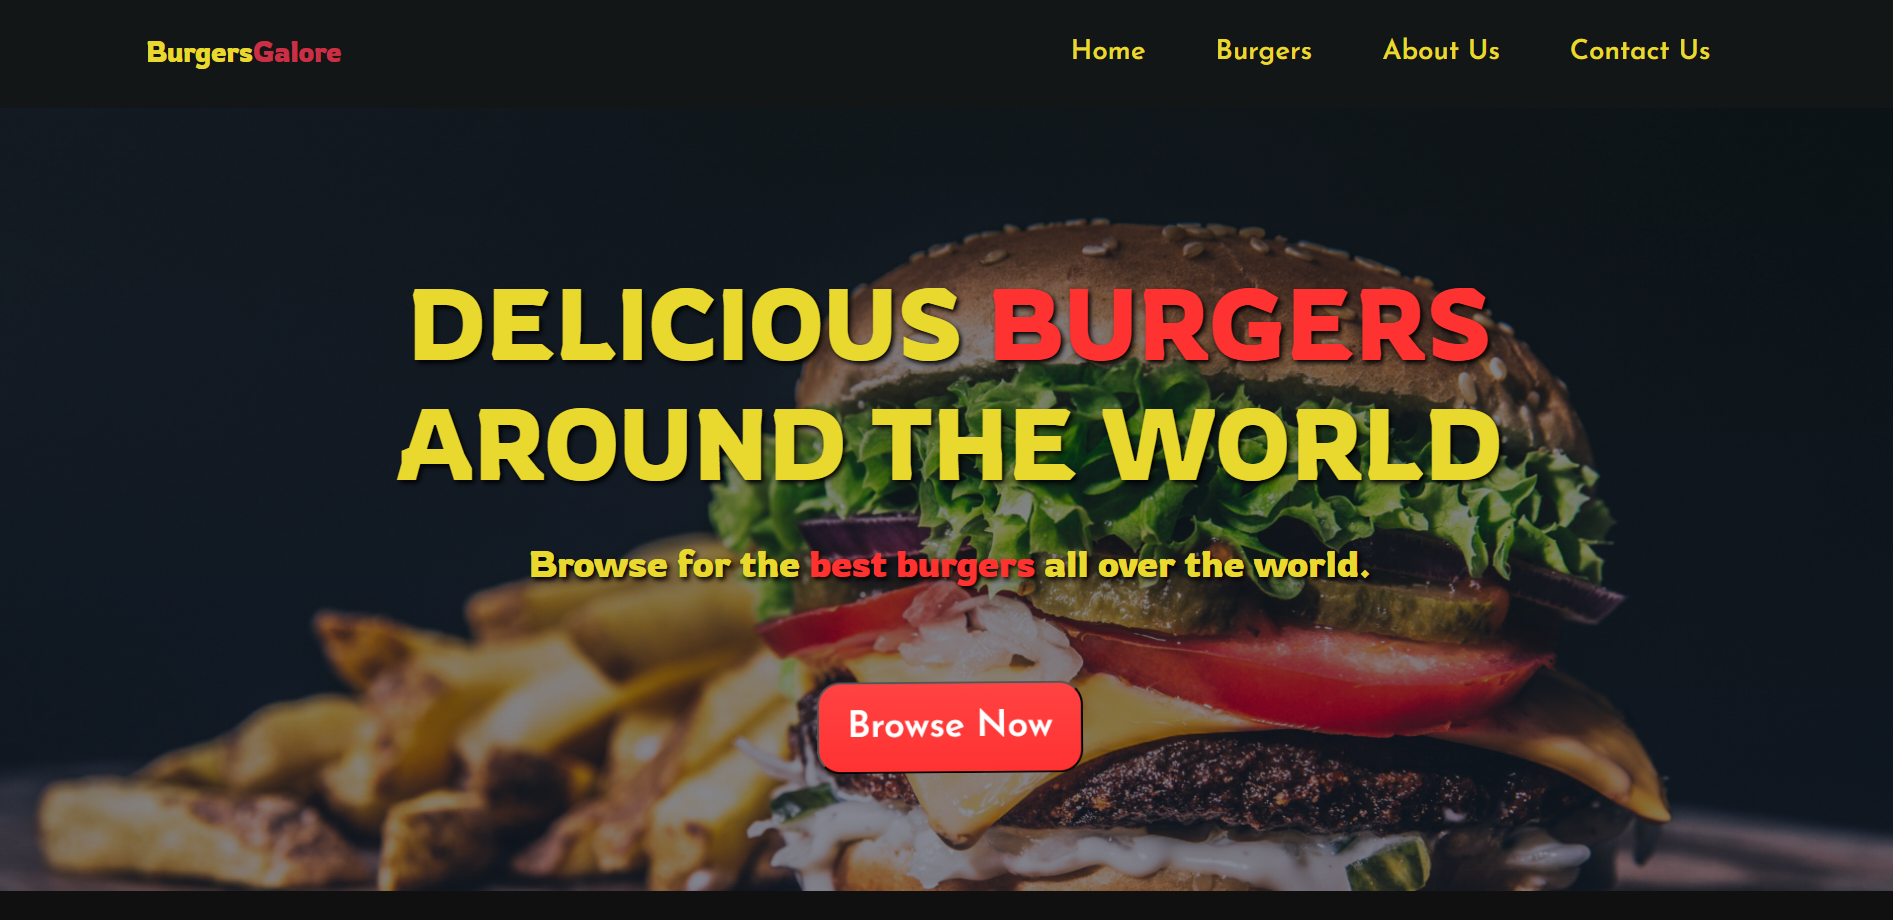 BurgersGalore
Home Burgers About Us Contact Us
DELICIOUS BURGERS
AROUND THE WORLD
Browse for the best burgers all over the world.
Browse Now